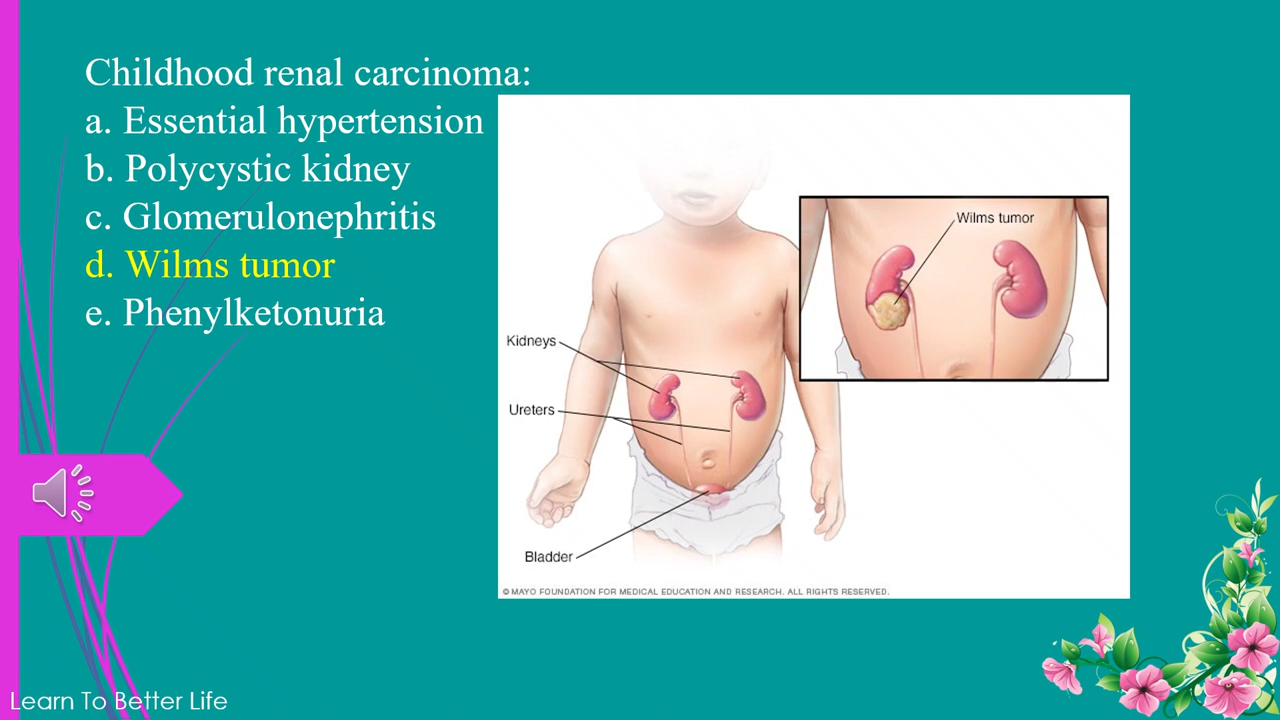 Childhood renal carcinoma:
a. Essential hypertension
b. Polycystic kidney
c. Glomerulonephritis
d. Wilms tumor
e. Phenylketonuria
Wilms tumor
Kidneys
Ureters
Bladder
© MAYO FOUNDATION FOR MEDICAL EDUCATION AND RESEARCH. ALL RIGHTS RESERVED.
Learn To Better Life